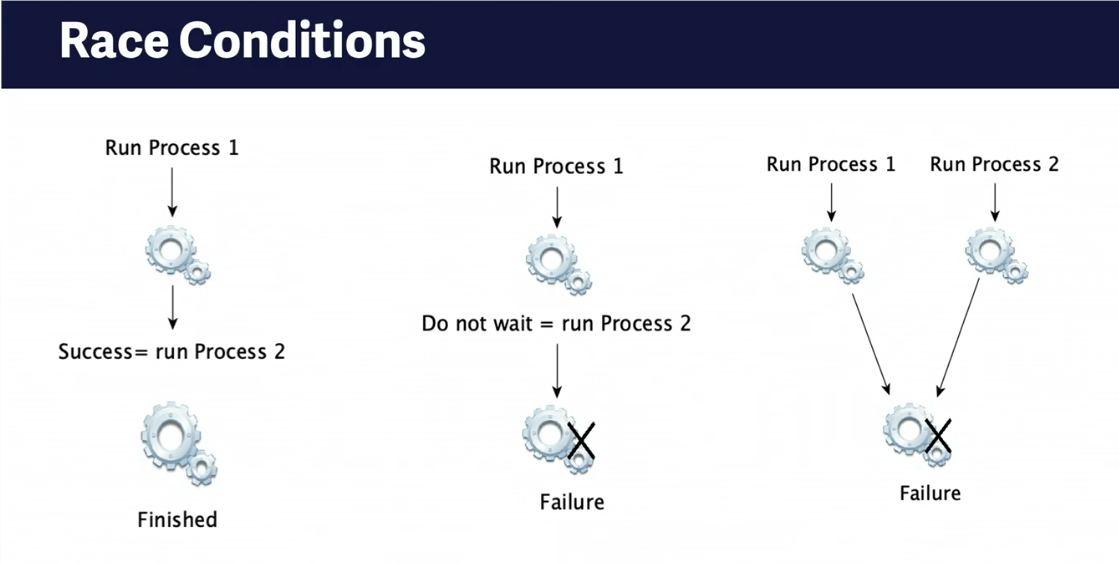 Race Conditions
Run Process 1
Success= run Process 2
Finished
Run Process 1
Do not wait = run Process 2
Failure
Run Process 1
Run Process 2
Failure